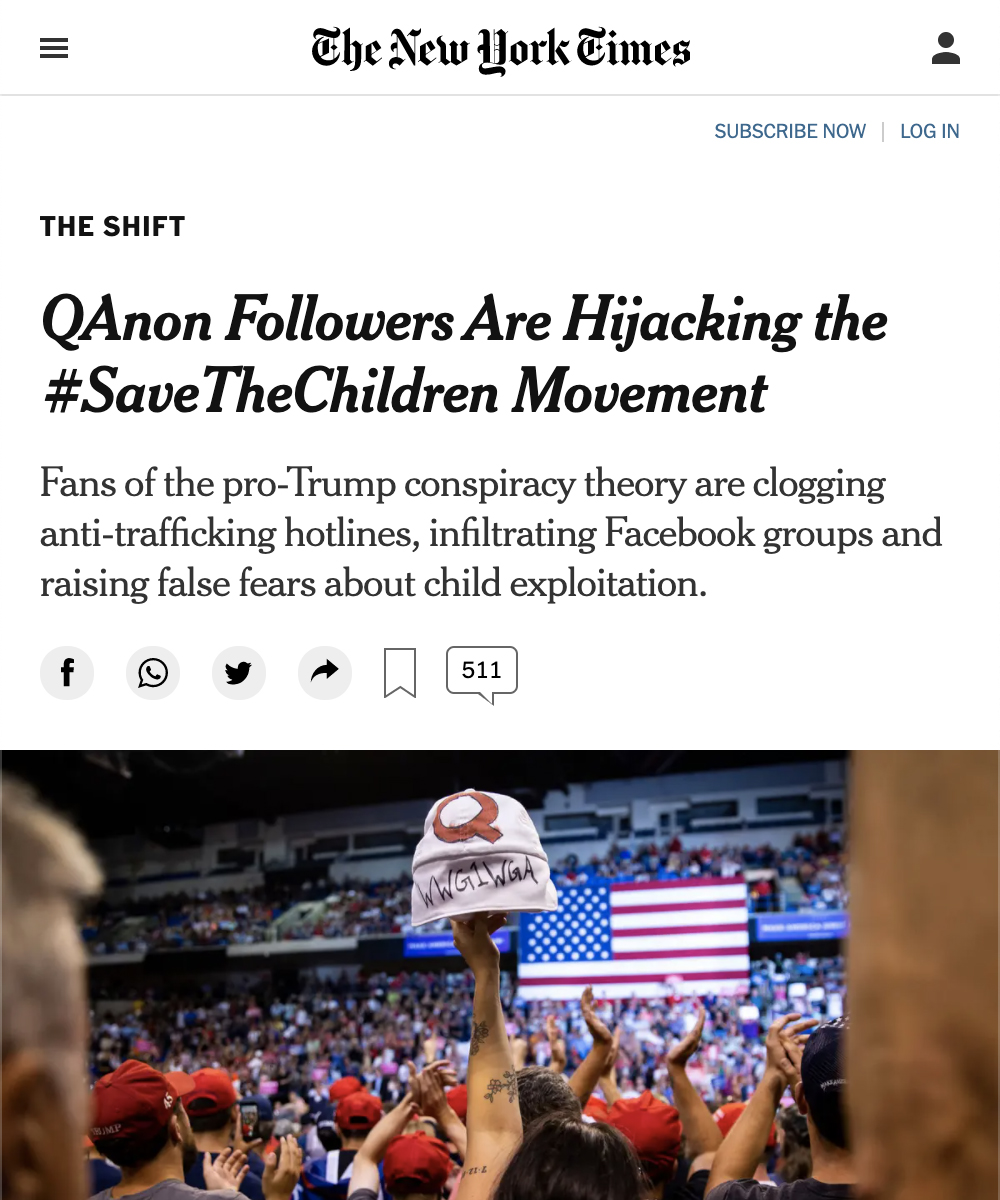 The New York Times
SUBSCRIBE NOW | LOG IN
THE SHIFT
QAnon Followers Are Hijacking the
#SaveTheChildren Movement
Fans of the pro-Trump conspiracy theory are clogging
anti-trafficking hotlines, infiltrating Facebook groups and
raising false fears about child exploitation.
511
Q
WWG1WGA
45